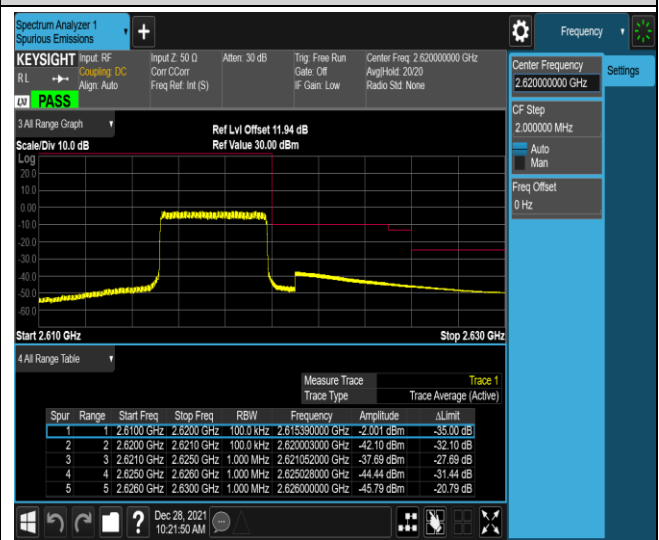 Spectrum Analyzer 1
Spurious Emissions
Frequency
KEYSIGHT
RL
Input: RF
Coupling: DC
Align: Auto
Input Z: 50 Ω
Corr CCorr
Freq Ref: Int (S)
Atten: 30 dB
Trig: Free Run
Gate: Off
IF Gain: Low
Center Freq: 2.620000000 GHz
Avg|Hold: 20/20
Radio Std: None
LXI
PASS
Center Frequency
2.620000000 GHz
Settings
CF Step
2.000000 MHz
Auto
Man
Freq Offset
0 Hz
3 All Range Graph
Ref Lvl Offset 11.94 dB
Scale/Div 10.0 dB
Ref Value 30.00 dBm
Log
20.0
10.0
0.00
-10.0
-20.0
-30.0
-40.0
-50.0
-60.0
Start 2.610 GHz
Stop 2.630 GHz
4 All Range Table
Measure Trace Trace 1
Trace Type Trace Average (Active)
Spur Range Start Freq Stop Freq RBW Frequency Amplitude ΔLimit
1 1 2.6100 GHz 2.6200 GHz 100.0 kHz 2.615390000 GHz -2.001 dBm -35.00 dB
2 2 2.6200 GHz 2.6210 GHz 100.0 kHz 2.620003000 GHz -42.10 dBm -32.10 dB
3 3 2.6210 GHz 2.6250 GHz 1.000 MHz 2.621052000 GHz -37.69 dBm -27.69 dB
4 4 2.6250 GHz 2.6260 GHz 1.000 MHz 2.625028000 GHz -44.44 dBm -31.44 dB
5 5 2.6260 GHz 2.6300 GHz 1.000 MHz 2.626000000 GHz -45.79 dBm -20.79 dB
Dec 28, 2021
10:21:50 AM